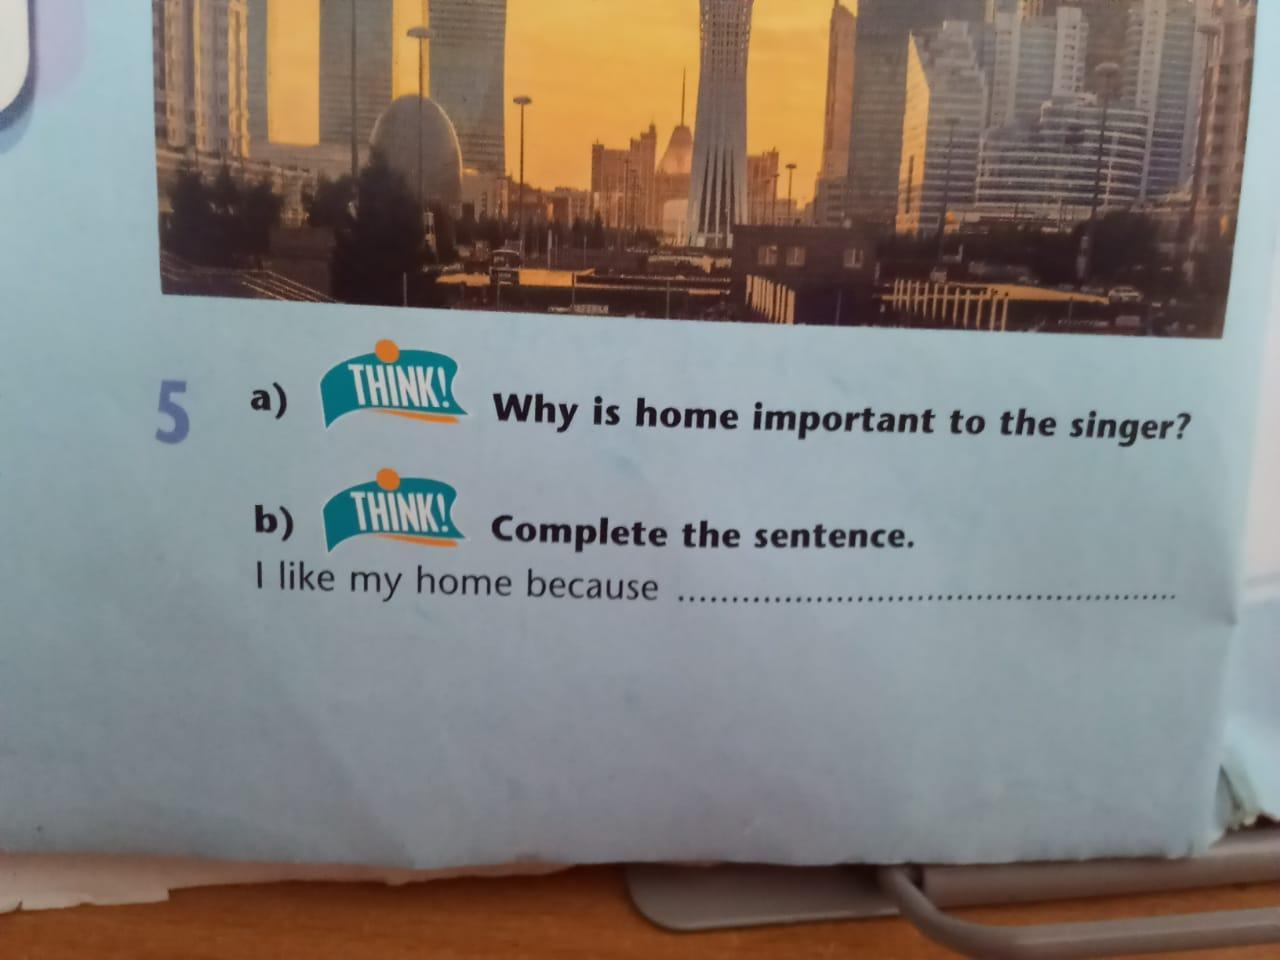 5 a) THINK! Why is home important to the singer?
b) THINK! Complete the sentence.
I like my home because ........................................................